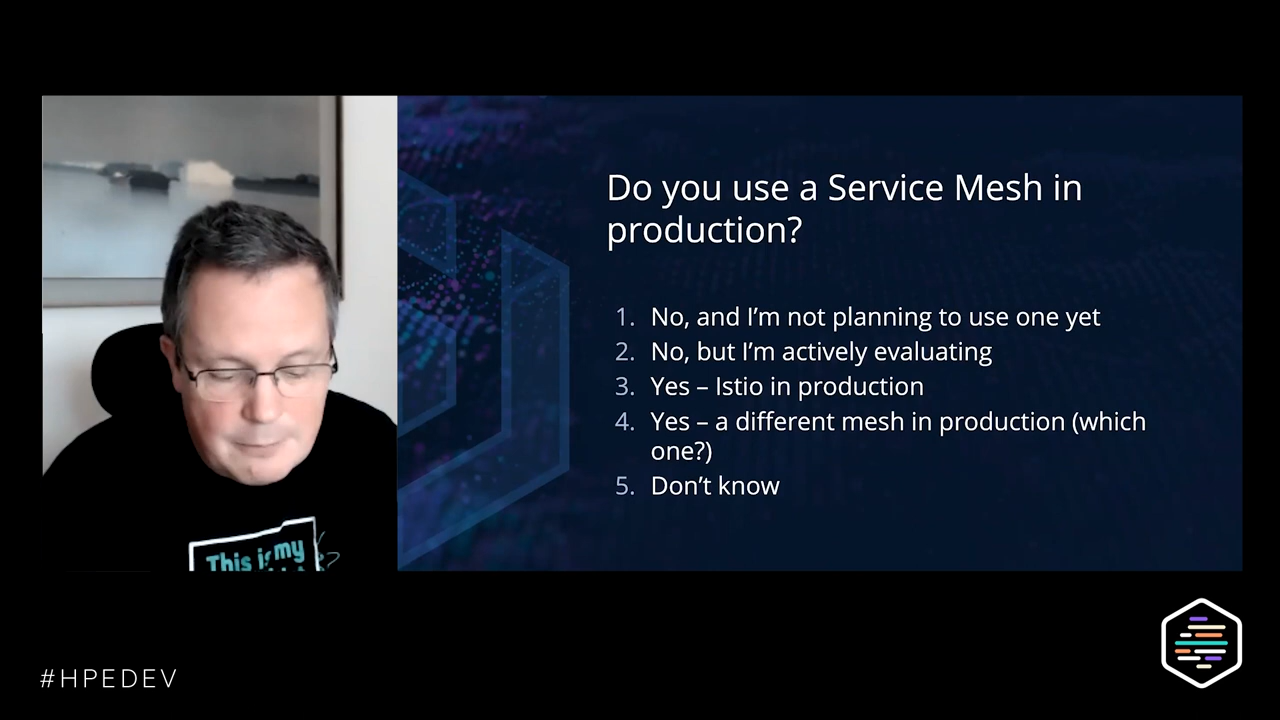 Do you use a Service Mesh in
production?
1. No, and I’m not planning to use one yet
2. No, but I’m actively evaluating
3. Yes – Istio in production
4. Yes – a different mesh in production (which
one?)
5. Don’t know
This is my
#HPEDEV